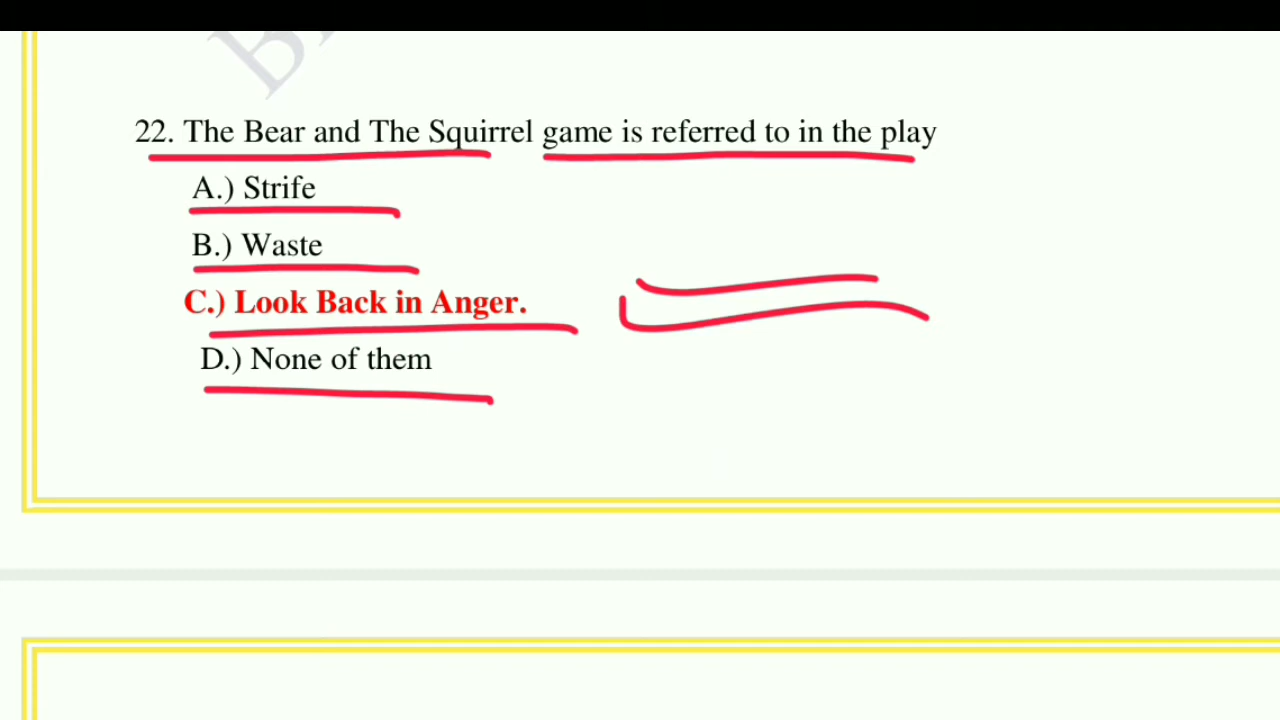 22. The Bear and The Squirrel game is referred to in the play
A.) Strife
B.) Waste
C.) Look Back in Anger.
D.) None of them